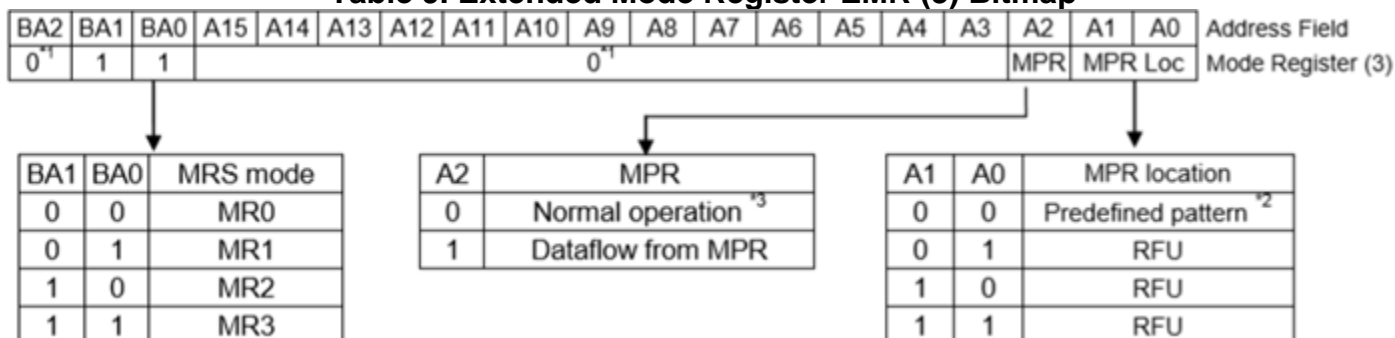 Table 8. Extended Mode Register EMR (3) Bitmap
BA2 BA1 BA0 A15 A14 A13 A12 A11 A10 A9 A8 A7 A6 A5 A4 A3 A2 A1 A0 Address Field
0*1 1 1 0*1 MPR MPR Loc Mode Register (3)
BA1 BA0 MRS mode
0 0 MR0
0 1 MR1
1 0 MR2
1 1 MR3
A2 MPR
0 Normal operation *3
1 Dataflow from MPR
A1 A0 MPR location
0 0 Predefined pattern *2
0 1 RFU
1 0 RFU
1 1 RFU